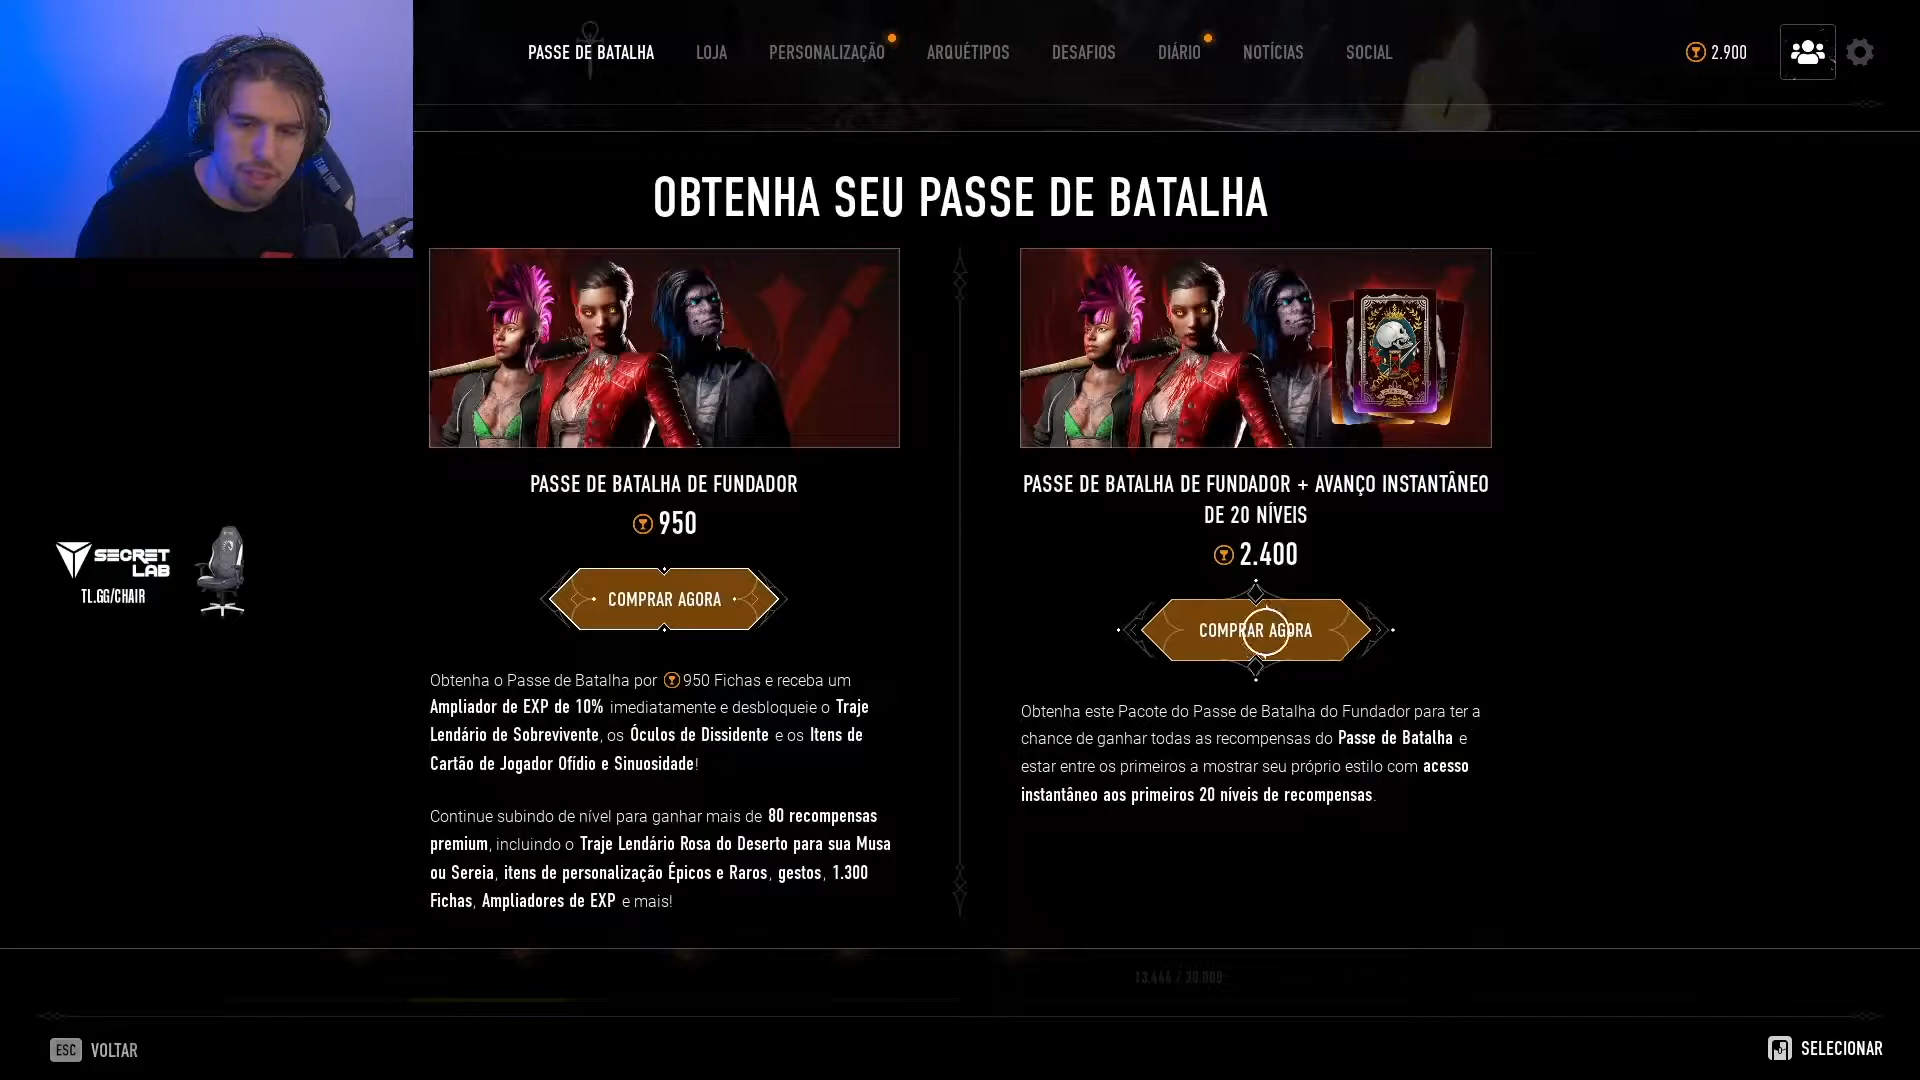 PASSE DE BATALHA
LOJA
PERSONALIZAÇÃO
ARQUÉTIPOS
DESAFIOS
DIÁRIO
NOTÍCIAS
SOCIAL
2.900
OBTENHA SEU PASSE DE BATALHA
PASSE DE BATALHA DE FUNDADOR
950
COMPRAR AGORA
Obtenha o Passe de Batalha por 950 Fichas e receba um
Ampliador de EXP de 10% imediatamente e desbloqueie o Traje
Lendário de Sobrevivente, os Óculos de Dissidente e os Itens de
Cartão de Jogador Ofídio e Sinuosidade!
Continue subindo de nível para ganhar mais de 80 recompensas
premium, incluindo o Traje Lendário Rosa do Deserto para sua Musa
ou Sereia, itens de personalização Épicos e Raros, gestos, 1.300
Fichas, Ampliadores de EXP e mais!
PASSE DE BATALHA DE FUNDADOR + AVANÇO INSTANTÂNEO
DE 20 NÍVEIS
2.400
COMPRAR AGORA
Obtenha este Pacote do Passe de Batalha do Fundador para ter a
chance de ganhar todas as recompensas do Passe de Batalha e
estar entre os primeiros a mostrar seu próprio estilo com acesso
instantâneo aos primeiros 20 níveis de recompensas.
SECRET
LAB
TL.GG/CHAIR
ESC VOLTAR
SELECIONAR